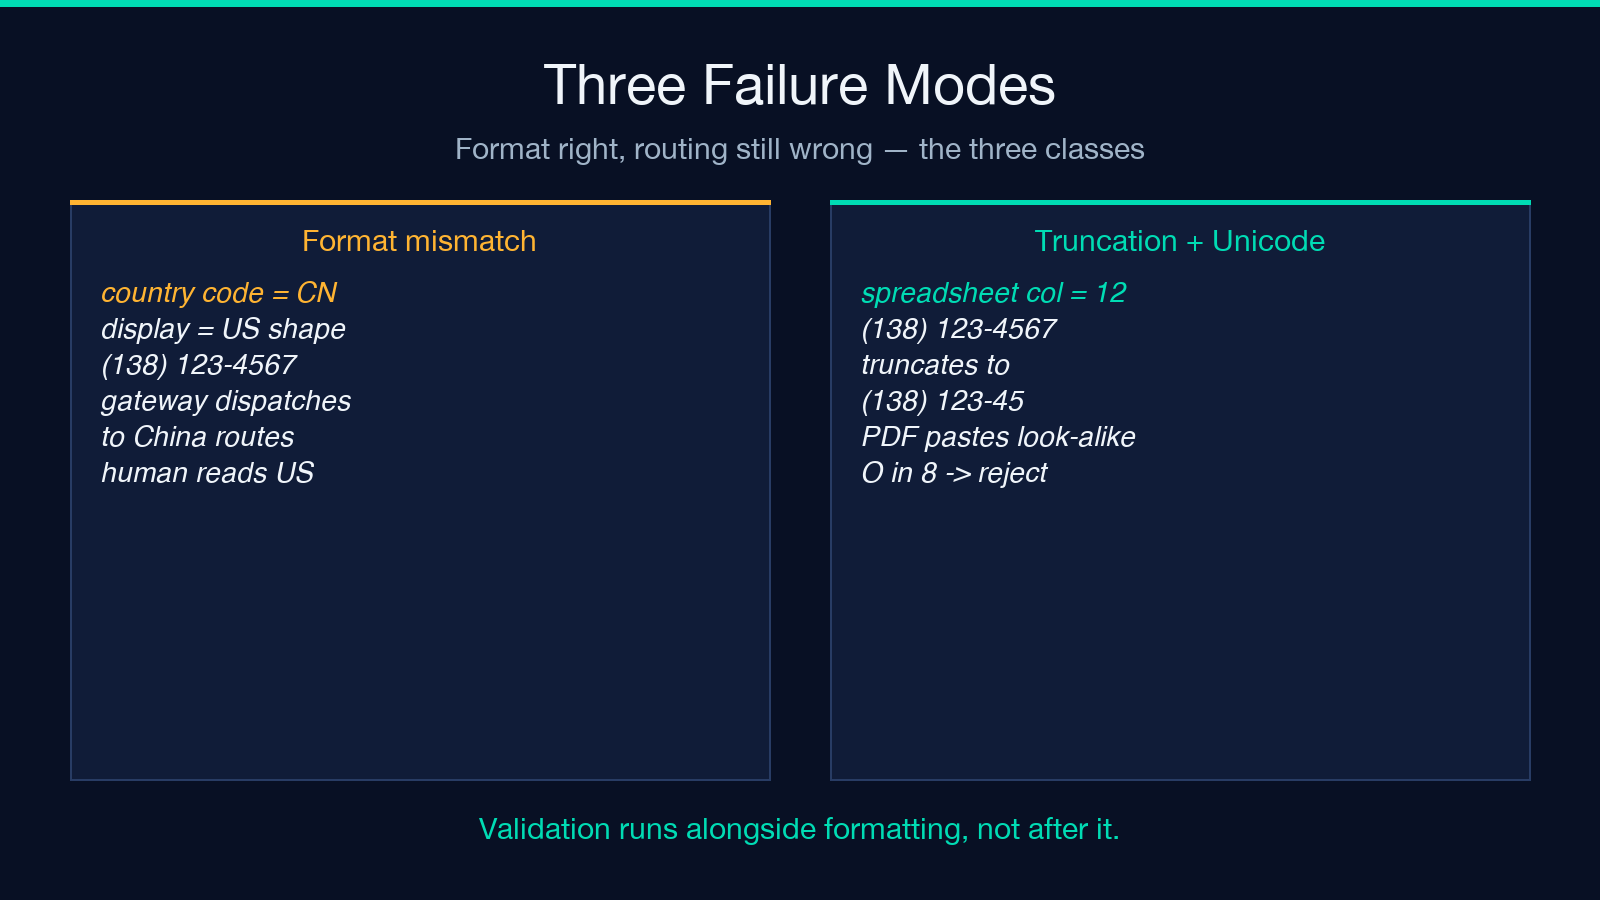 Three Failure Modes
Format right, routing still wrong — the three classes
Format mismatch
country code = CN
display = US shape
(138) 123-4567
gateway dispatches
to China routes
human reads US
Truncation + Unicode
spreadsheet col = 12
(138) 123-4567
truncates to
(138) 123-45
PDF pastes look-alike
O in 8 -> reject
Validation runs alongside formatting, not after it.